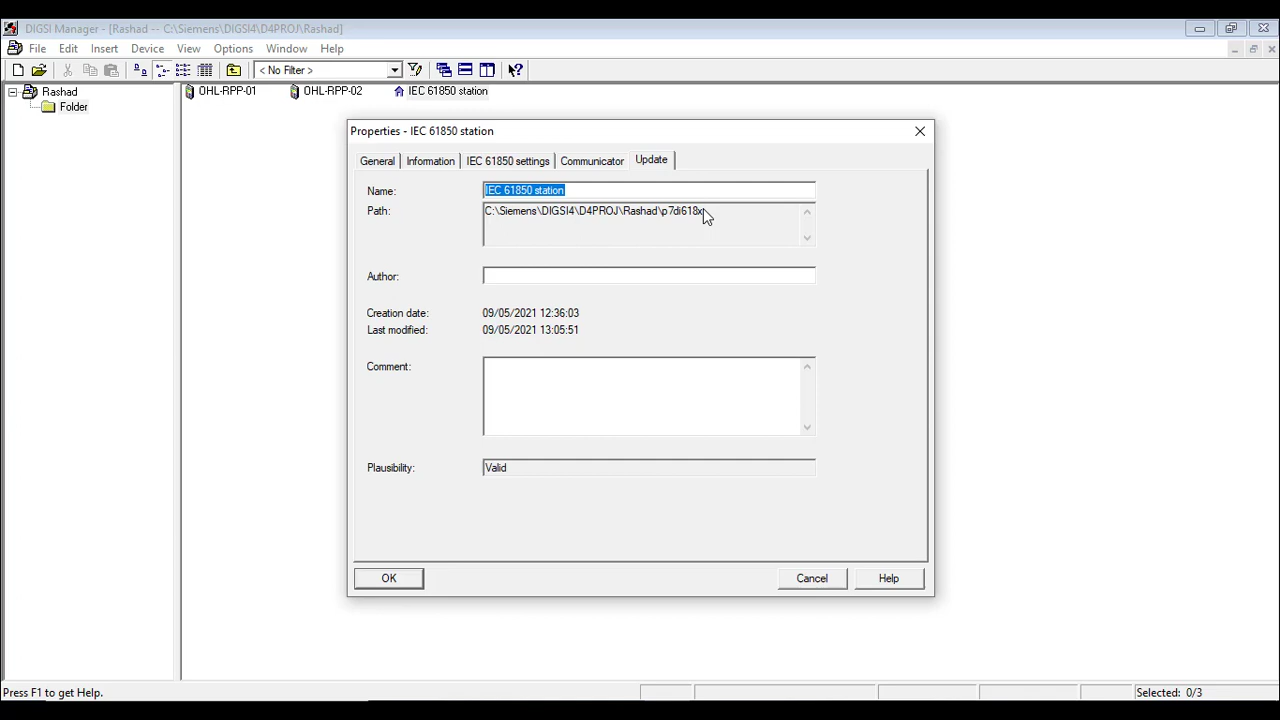 DIGSI Manager - [Rashad -- C:\Siemens\DIGSI4\D4PROJ\Rashad]
File Edit Insert Device View Options Window Help
< No Filter >
Rashad
Folder
OHL-RPP-01 OHL-RPP-02 IEC 61850 station
Properties - IEC 61850 station
General Information IEC 61850 settings Communicator Update
Name: IEC 61850 station
Path: C:\Siemens\DIGSI4\D4PROJ\Rashad\p7di618x
Author:
Creation date: 09/05/2021 12:36:03
Last modified: 09/05/2021 13:05:51
Comment:
Plausibility: Valid
OK Cancel Help
Press F1 to get Help. Selected: 0/3